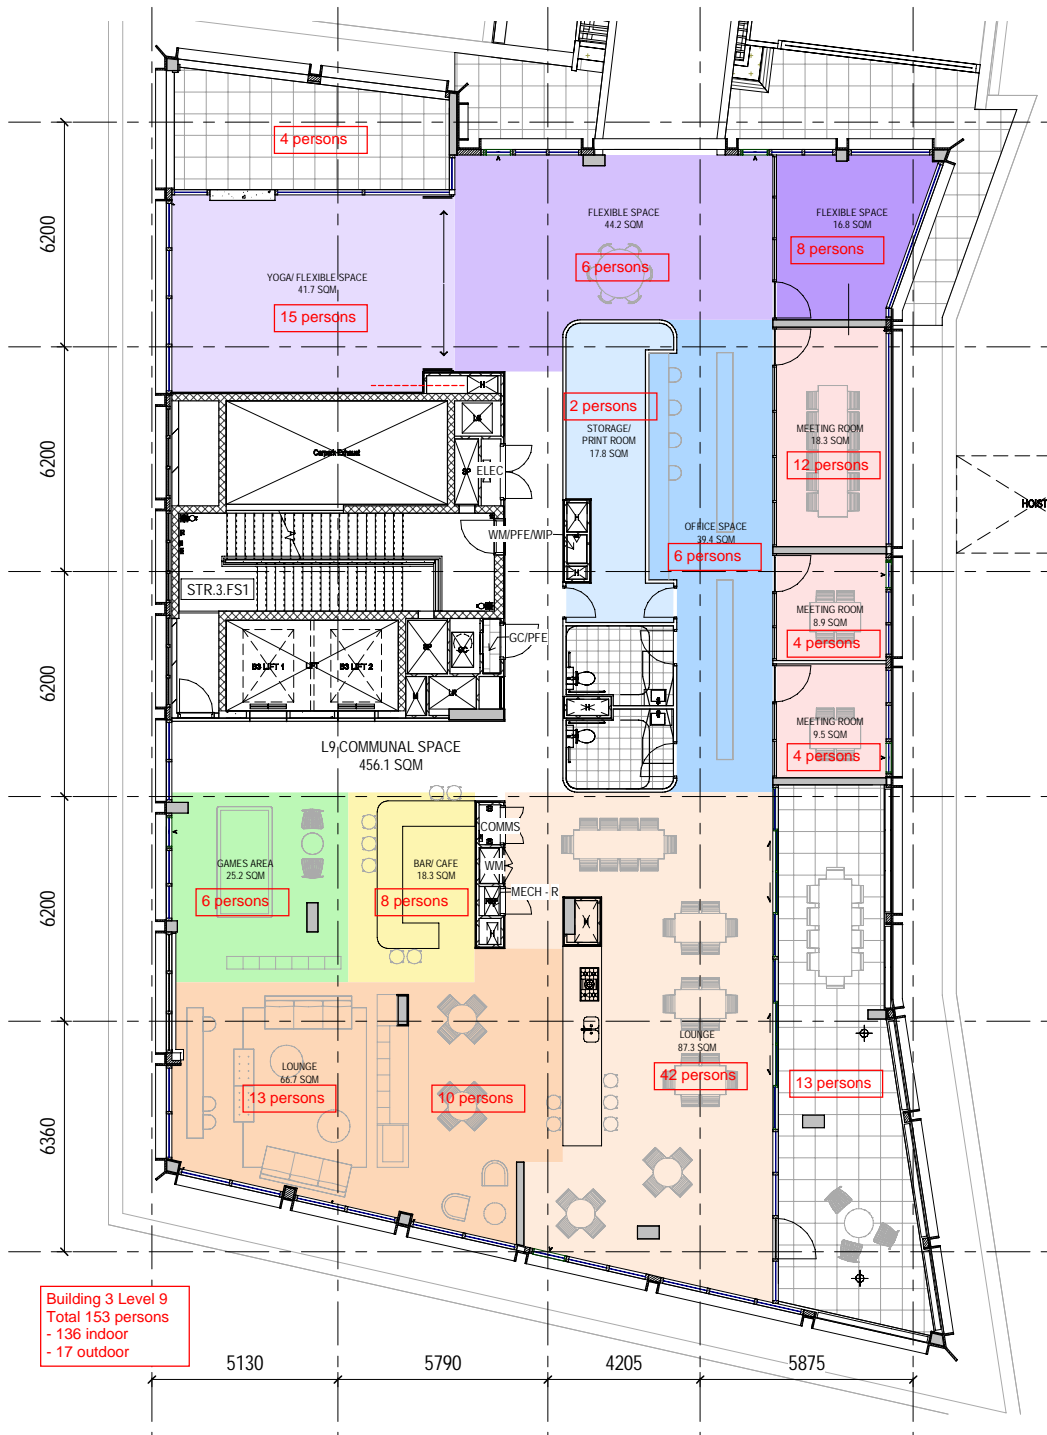 4 persons
6200
FLEXIBLE SPACE
44.2 SQM
6 persons
FLEXIBLE SPACE
16.8 SQM
8 persons
YOGA/ FLEXIBLE SPACE
41.7 SQM
15 persons
6200
2 persons
STORAGE/
PRINT ROOM
17.8 SQM
MEETING ROOM
18.3 SQM
12 persons
Carpark Exhaust
ELEC
HOIST
WM/PFE/WIP
OFFICE SPACE
39.4 SQM
6 persons
STR.3.FS1
6200
MEETING ROOM
8.9 SQM
4 persons
GC/PFE
B3 LIFT 1
LIFT
B3 LIFT 2
MEETING ROOM
9.5 SQM
4 persons
L9 COMMUNAL SPACE
456.1 SQM
6200
COMMS
WM
MECH - R
GAMES AREA
25.2 SQM
6 persons
BAR/ CAFE
18.3 SQM
8 persons
LOUNGE
66.7 SQM
13 persons
10 persons
LOUNGE
87.3 SQM
42 persons
13 persons
6360
Building 3 Level 9
Total 153 persons
- 136 indoor
- 17 outdoor
5130
5790
4205
5875